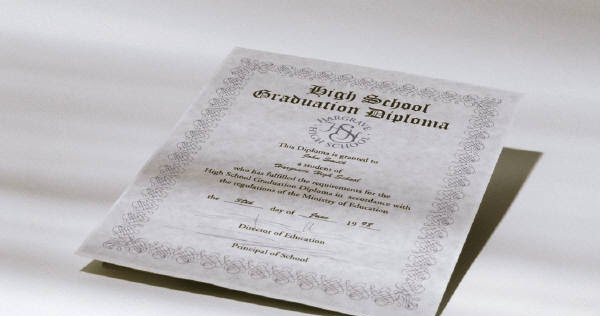 High School
Graduation Diploma
HARGRAVE
HIGH SCHOOL
This Diploma is granted to
John Smith
a student of
Hargrave High School
who has fulfilled the requirements for the
High School Graduation Diploma in accordance with
the regulations of the Ministry of Education
the day of June 19 98
Director of Education
Principal of School